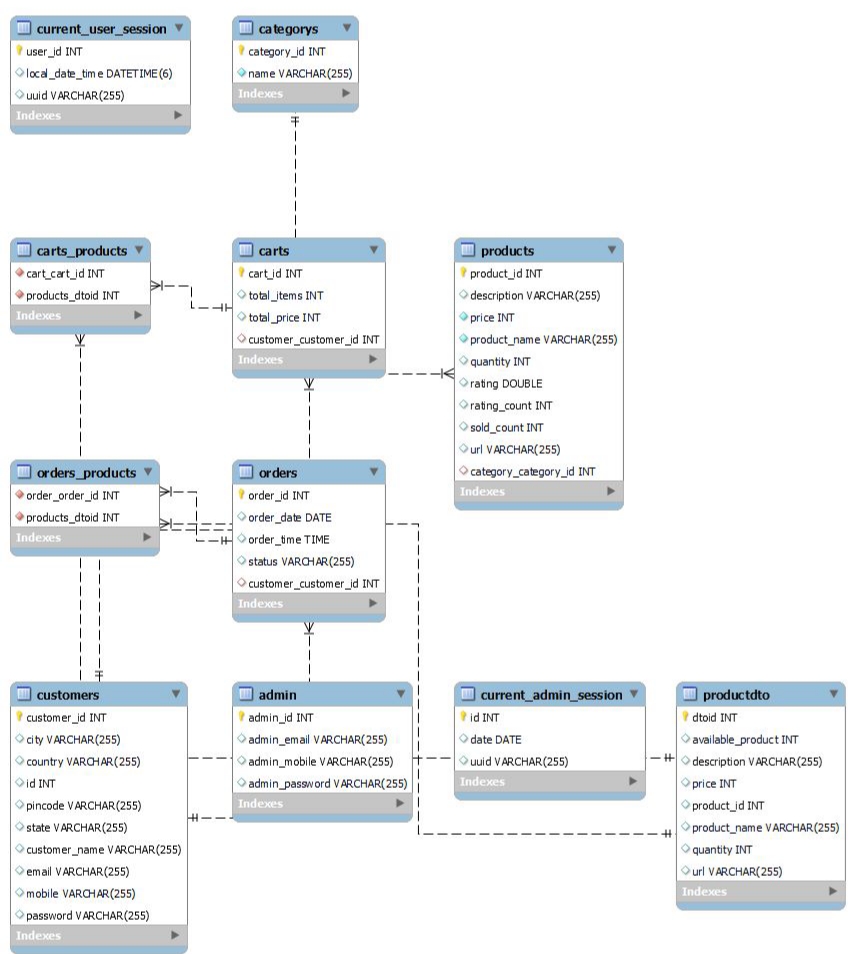 current_user_session
user_id INT
local_date_time DATETIME(6)
uuid VARCHAR(255)
Indexes
categorys
category_id INT
name VARCHAR(255)
Indexes
carts_products
cart_cart_id INT
products_dtoid INT
Indexes
carts
cart_id INT
total_items INT
total_price INT
customer_customer_id INT
Indexes
products
product_id INT
description VARCHAR(255)
price INT
product_name VARCHAR(255)
quantity INT
rating DOUBLE
rating_count INT
sold_count INT
url VARCHAR(255)
category_category_id INT
Indexes
orders_products
order_order_id INT
products_dtoid INT
Indexes
orders
order_id INT
order_date DATE
order_time TIME
status VARCHAR(255)
customer_customer_id INT
Indexes
customers
customer_id INT
city VARCHAR(255)
country VARCHAR(255)
id INT
pincode VARCHAR(255)
state VARCHAR(255)
customer_name VARCHAR(255)
email VARCHAR(255)
mobile VARCHAR(255)
password VARCHAR(255)
Indexes
admin
admin_id INT
admin_email VARCHAR(255)
admin_mobile VARCHAR(255)
admin_password VARCHAR(255)
Indexes
current_admin_session
id INT
date DATE
uuid VARCHAR(255)
Indexes
productdto
dtoid INT
available_product INT
description VARCHAR(255)
price INT
product_id INT
product_name VARCHAR(255)
quantity INT
url VARCHAR(255)
Indexes